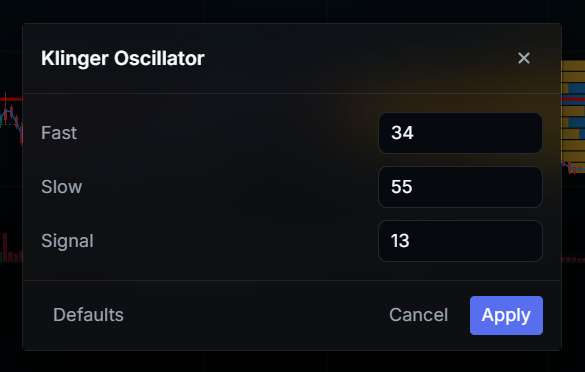 Klinger Oscillator
Fast 34
Slow 55
Signal 13
Defaults Cancel Apply